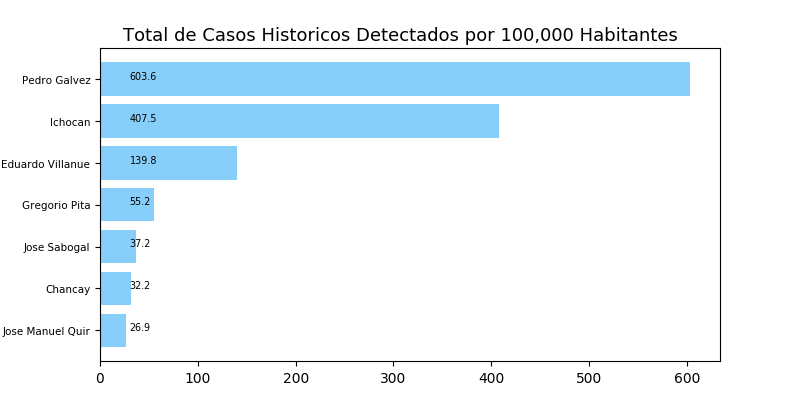 Total de Casos Historicos Detectados por 100,000 Habitantes
Pedro Galvez 603.6
Ichocan 407.5
Eduardo Villanue 139.8
Gregorio Pita 55.2
Jose Sabogal 37.2
Chancay 32.2
Jose Manuel Quir 26.9
0 100 200 300 400 500 600